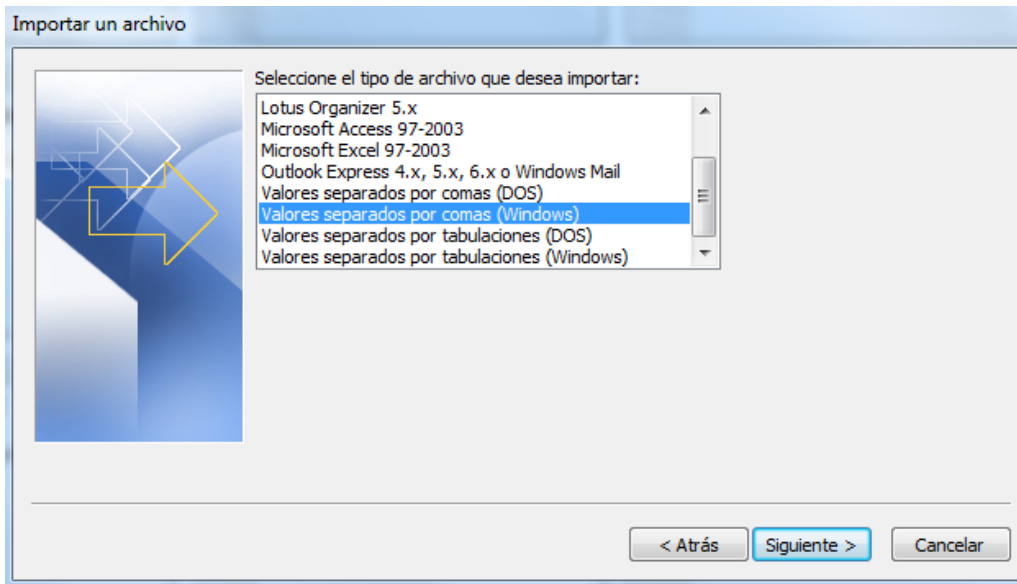 Importar un archivo
Seleccione el tipo de archivo que desea importar:
Lotus Organizer 5.x
Microsoft Access 97-2003
Microsoft Excel 97-2003
Outlook Express 4.x, 5.x, 6.x o Windows Mail
Valores separados por comas (DOS)
Valores separados por comas (Windows)
Valores separados por tabulaciones (DOS)
Valores separados por tabulaciones (Windows)
< Atrás Siguiente > Cancelar